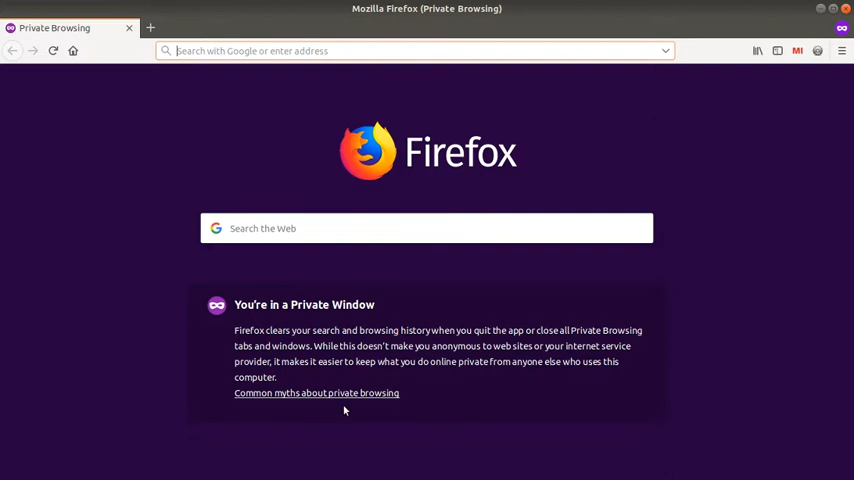 Mozilla Firefox (Private Browsing)
Private Browsing
Search with Google or enter address
MI
Firefox
Search the Web
You're in a Private Window
Firefox clears your search and browsing history when you quit the app or close all Private Browsing
tabs and windows. While this doesn't make you anonymous to web sites or your internet service
provider, it makes it easier to keep what you do online private from anyone else who uses this
computer.
Common myths about private browsing